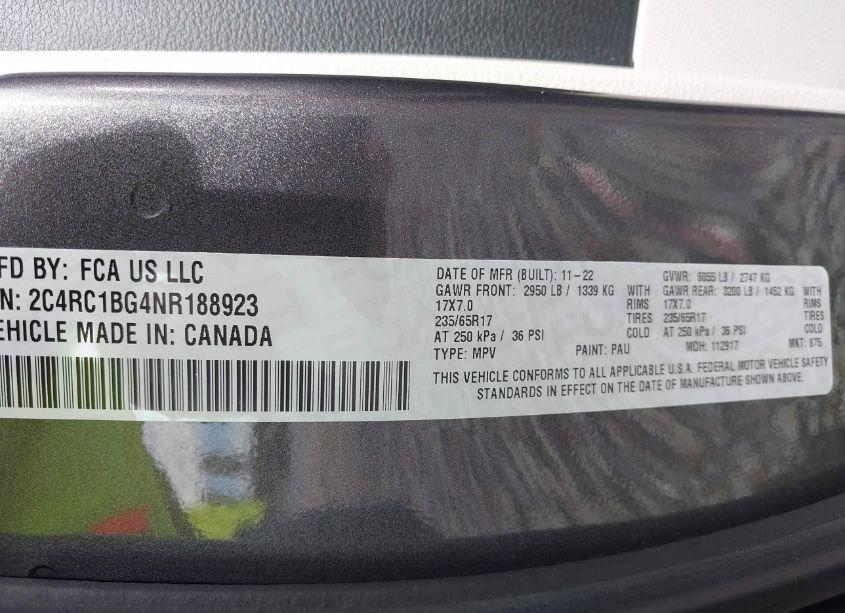 FD BY: FCA US LLC
N: 2C4RC1BG4NR188923
VEHICLE MADE IN: CANADA
DATE OF MFR (BUILT): 11-22 GVWR: 6055 LB / 2747 KG
GAWR FRONT: 2950 LB / 1339 KG WITH GAWR REAR: 3200 LB / 1452 KG WITH
17X7.0 RIMS 17X7.0 RIMS
235/65R17 TIRES 235/65R17 TIRES
AT 250 kPa / 36 PSI COLD AT 250 kPa / 36 PSI COLD
TYPE: MPV PAINT: PAU MDH: 112917 MKT: 875
THIS VEHICLE CONFORMS TO ALL APPLICABLE U.S.A. FEDERAL MOTOR VEHICLE SAFETY
STANDARDS IN EFFECT ON THE DATE OF MANUFACTURE SHOWN ABOVE.